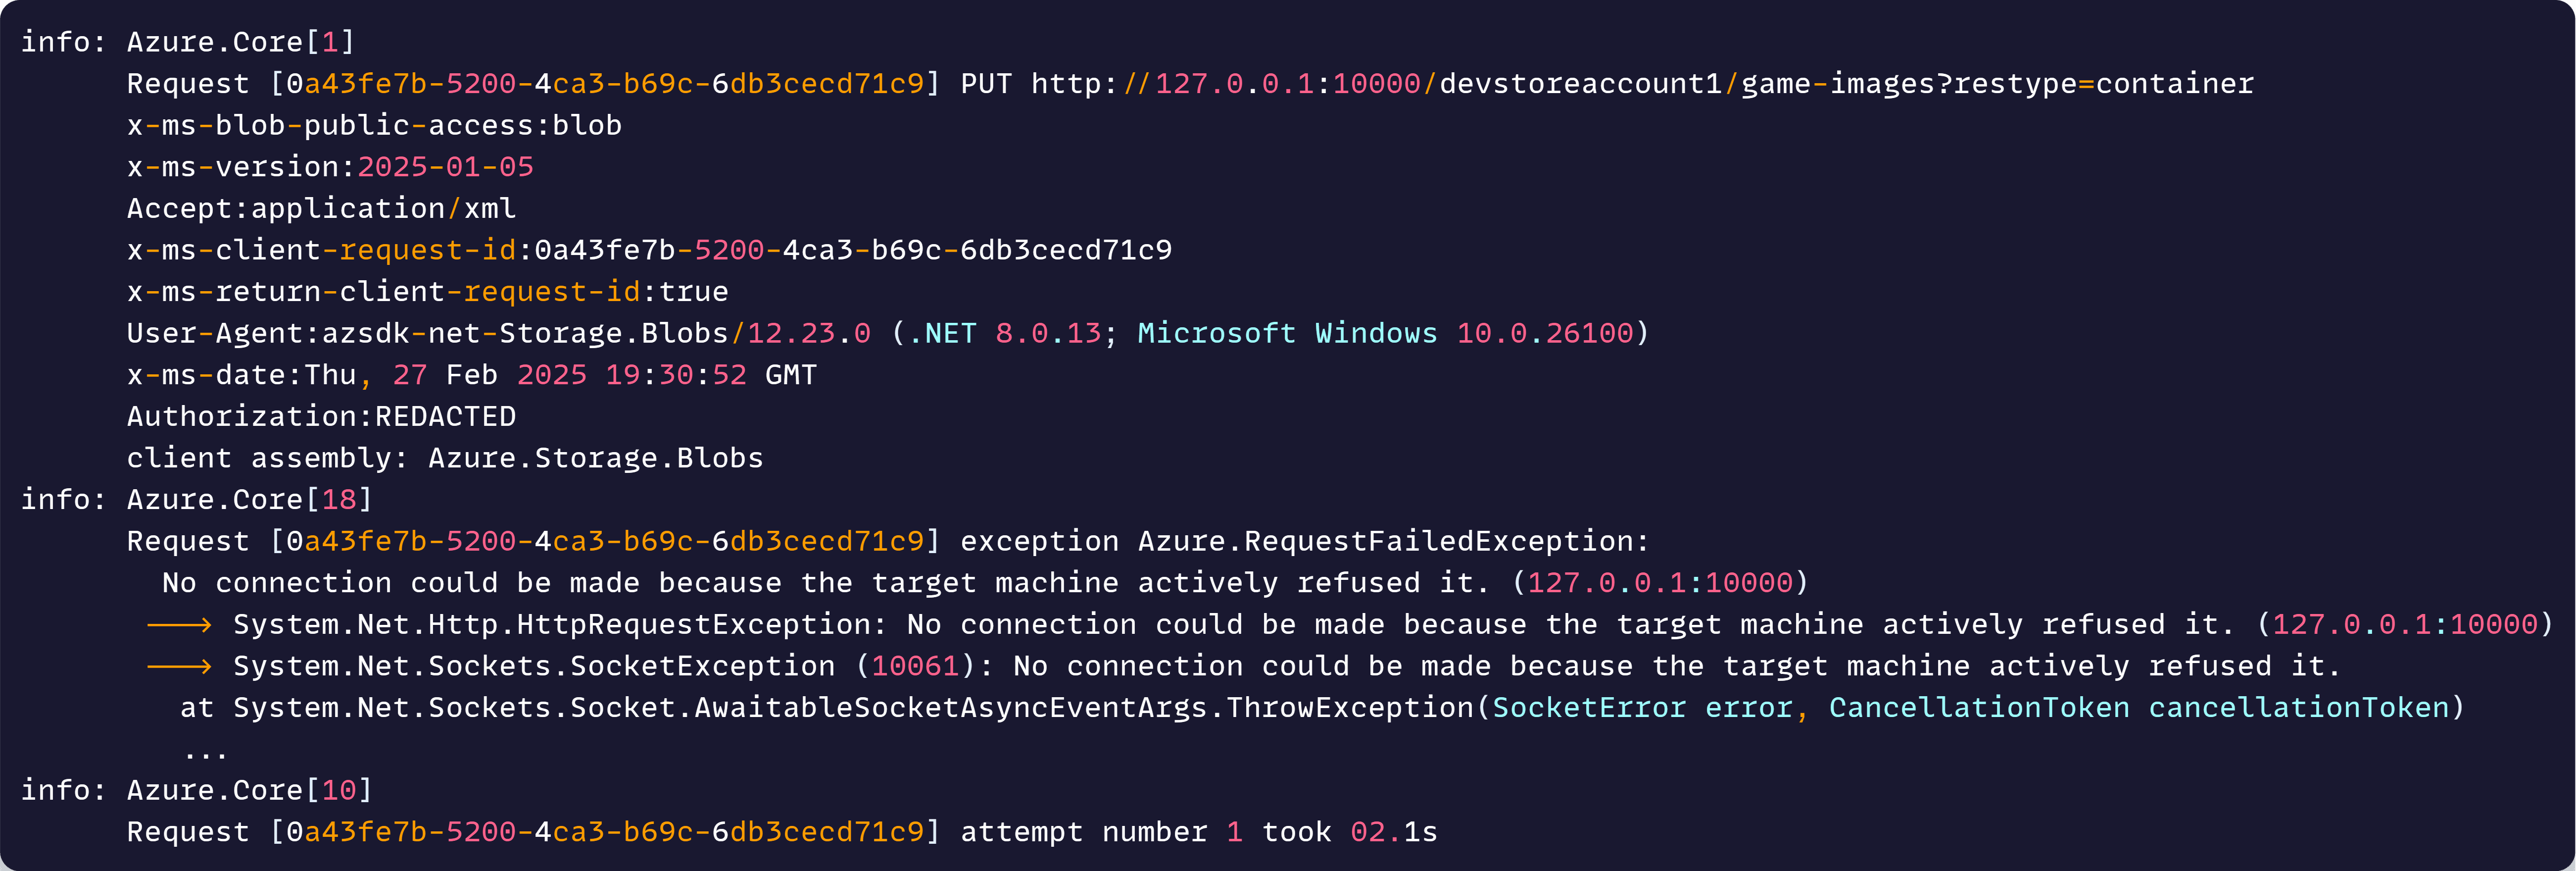 info: Azure.Core[1]
Request [0a43fe7b-5200-4ca3-b69c-6db3cecd71c9] PUT http://127.0.0.1:10000/devstoreaccount1/game-images?restype=container
x-ms-blob-public-access:blob
x-ms-version:2025-01-05
Accept:application/xml
x-ms-client-request-id:0a43fe7b-5200-4ca3-b69c-6db3cecd71c9
x-ms-return-client-request-id:true
User-Agent:azsdk-net-Storage.Blobs/12.23.0 (.NET 8.0.13; Microsoft Windows 10.0.26100)
x-ms-date:Thu, 27 Feb 2025 19:30:52 GMT
Authorization:REDACTED
client assembly: Azure.Storage.Blobs
info: Azure.Core[18]
Request [0a43fe7b-5200-4ca3-b69c-6db3cecd71c9] exception Azure.RequestFailedException:
No connection could be made because the target machine actively refused it. (127.0.0.1:10000)
⟶ System.Net.Http.HttpRequestException: No connection could be made because the target machine actively refused it. (127.0.0.1:10000)
⟶ System.Net.Sockets.SocketException (10061): No connection could be made because the target machine actively refused it.
at System.Net.Sockets.Socket.AwaitableSocketAsyncEventArgs.ThrowException(SocketError error, CancellationToken cancellationToken)
...
info: Azure.Core[10]
Request [0a43fe7b-5200-4ca3-b69c-6db3cecd71c9] attempt number 1 took 02.1s